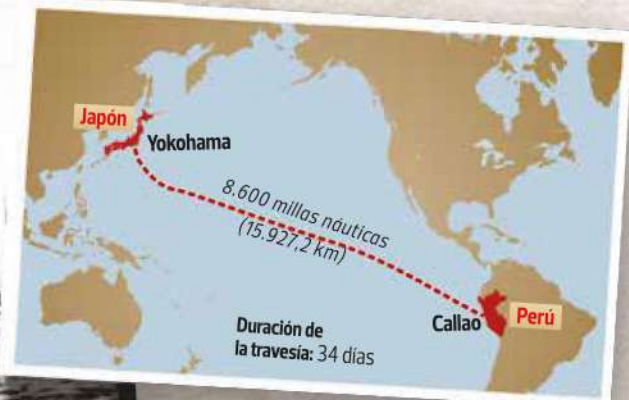 Japón
Yokohama
8.600 millas náuticas
(15.927,2 km)
Callao
Perú
Duración de
la travesía: 34 días